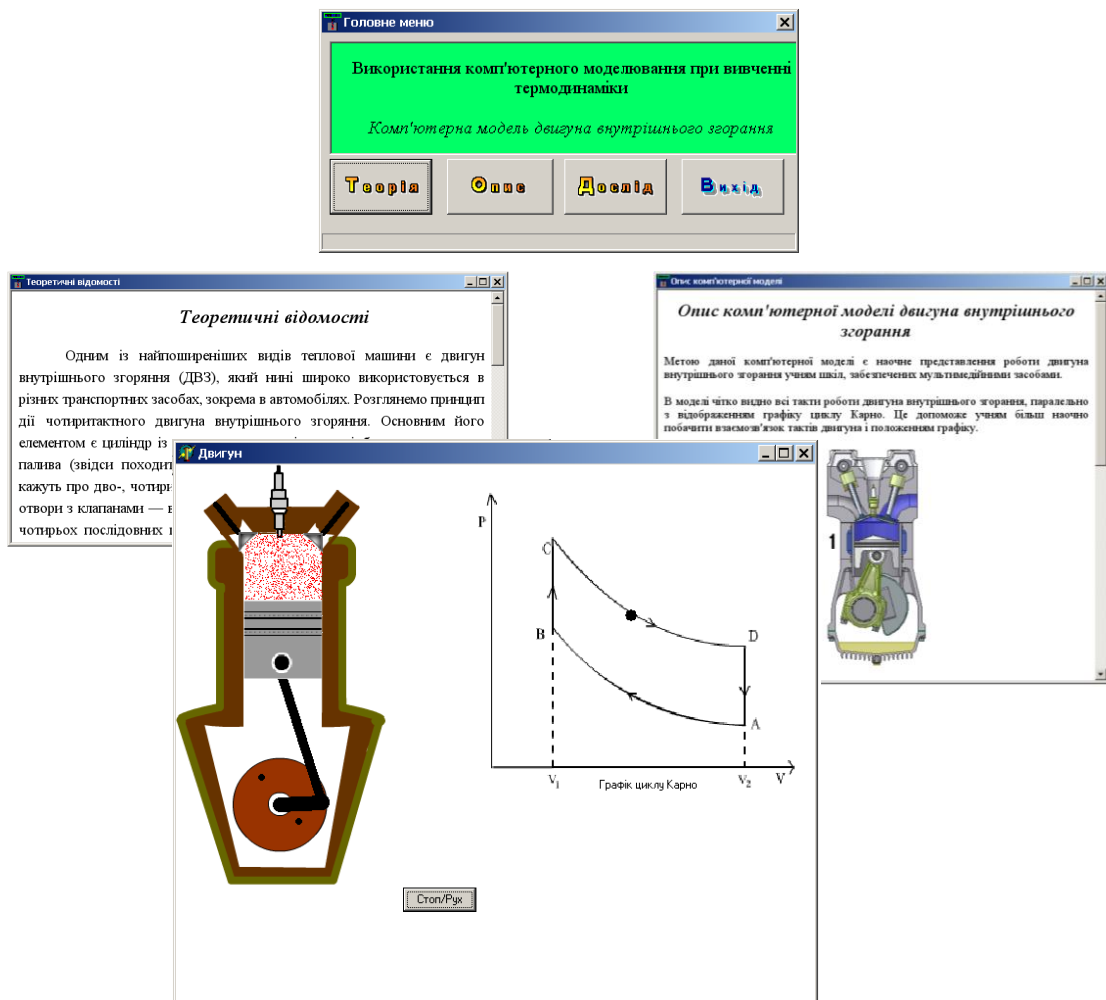 Головне меню
Використання комп'ютерного моделювання при вивченні
термодинаміки
Комп'ютерна модель двигуна внутрішнього згорання
Теорія
Опис
Дослід
Вихід
Теоретичні відомості
Теоретичні відомості
Одним із найпоширеніших видів теплової машини є двигун
внутрішнього згоряння (ДВЗ), який нині широко використовується в
різних транспортних засобах, зокрема в автомобілях. Розглянемо принцип
дії чотиритактного двигуна внутрішнього згоряння. Основним його
елементом є циліндр із
палива (звідси
кажуть про дво-,
отвори з клапанами —
чотирьох послідовних
Опис комп'ютерної моделі
Опис комп'ютерної моделі двигуна внутрішнього
згорання
Метою даної комп'ютерної моделі є наочне представлення роботи двигуна
внутрішнього згорання учням шкіл, забезпечених мультимедійними засобами.
В моделі чітко видно всі такти роботи двигуна внутрішнього згорання, паралельно
з відображенням графіку циклу Карно. Це допоможе учням більш наочно
побачити взаємозв'язок тактів двигуна і положенням графіку.
1
Двигун
P
C
B
D
A
V₁
V₂
V
Графік циклу Карно
Стоп/Рух